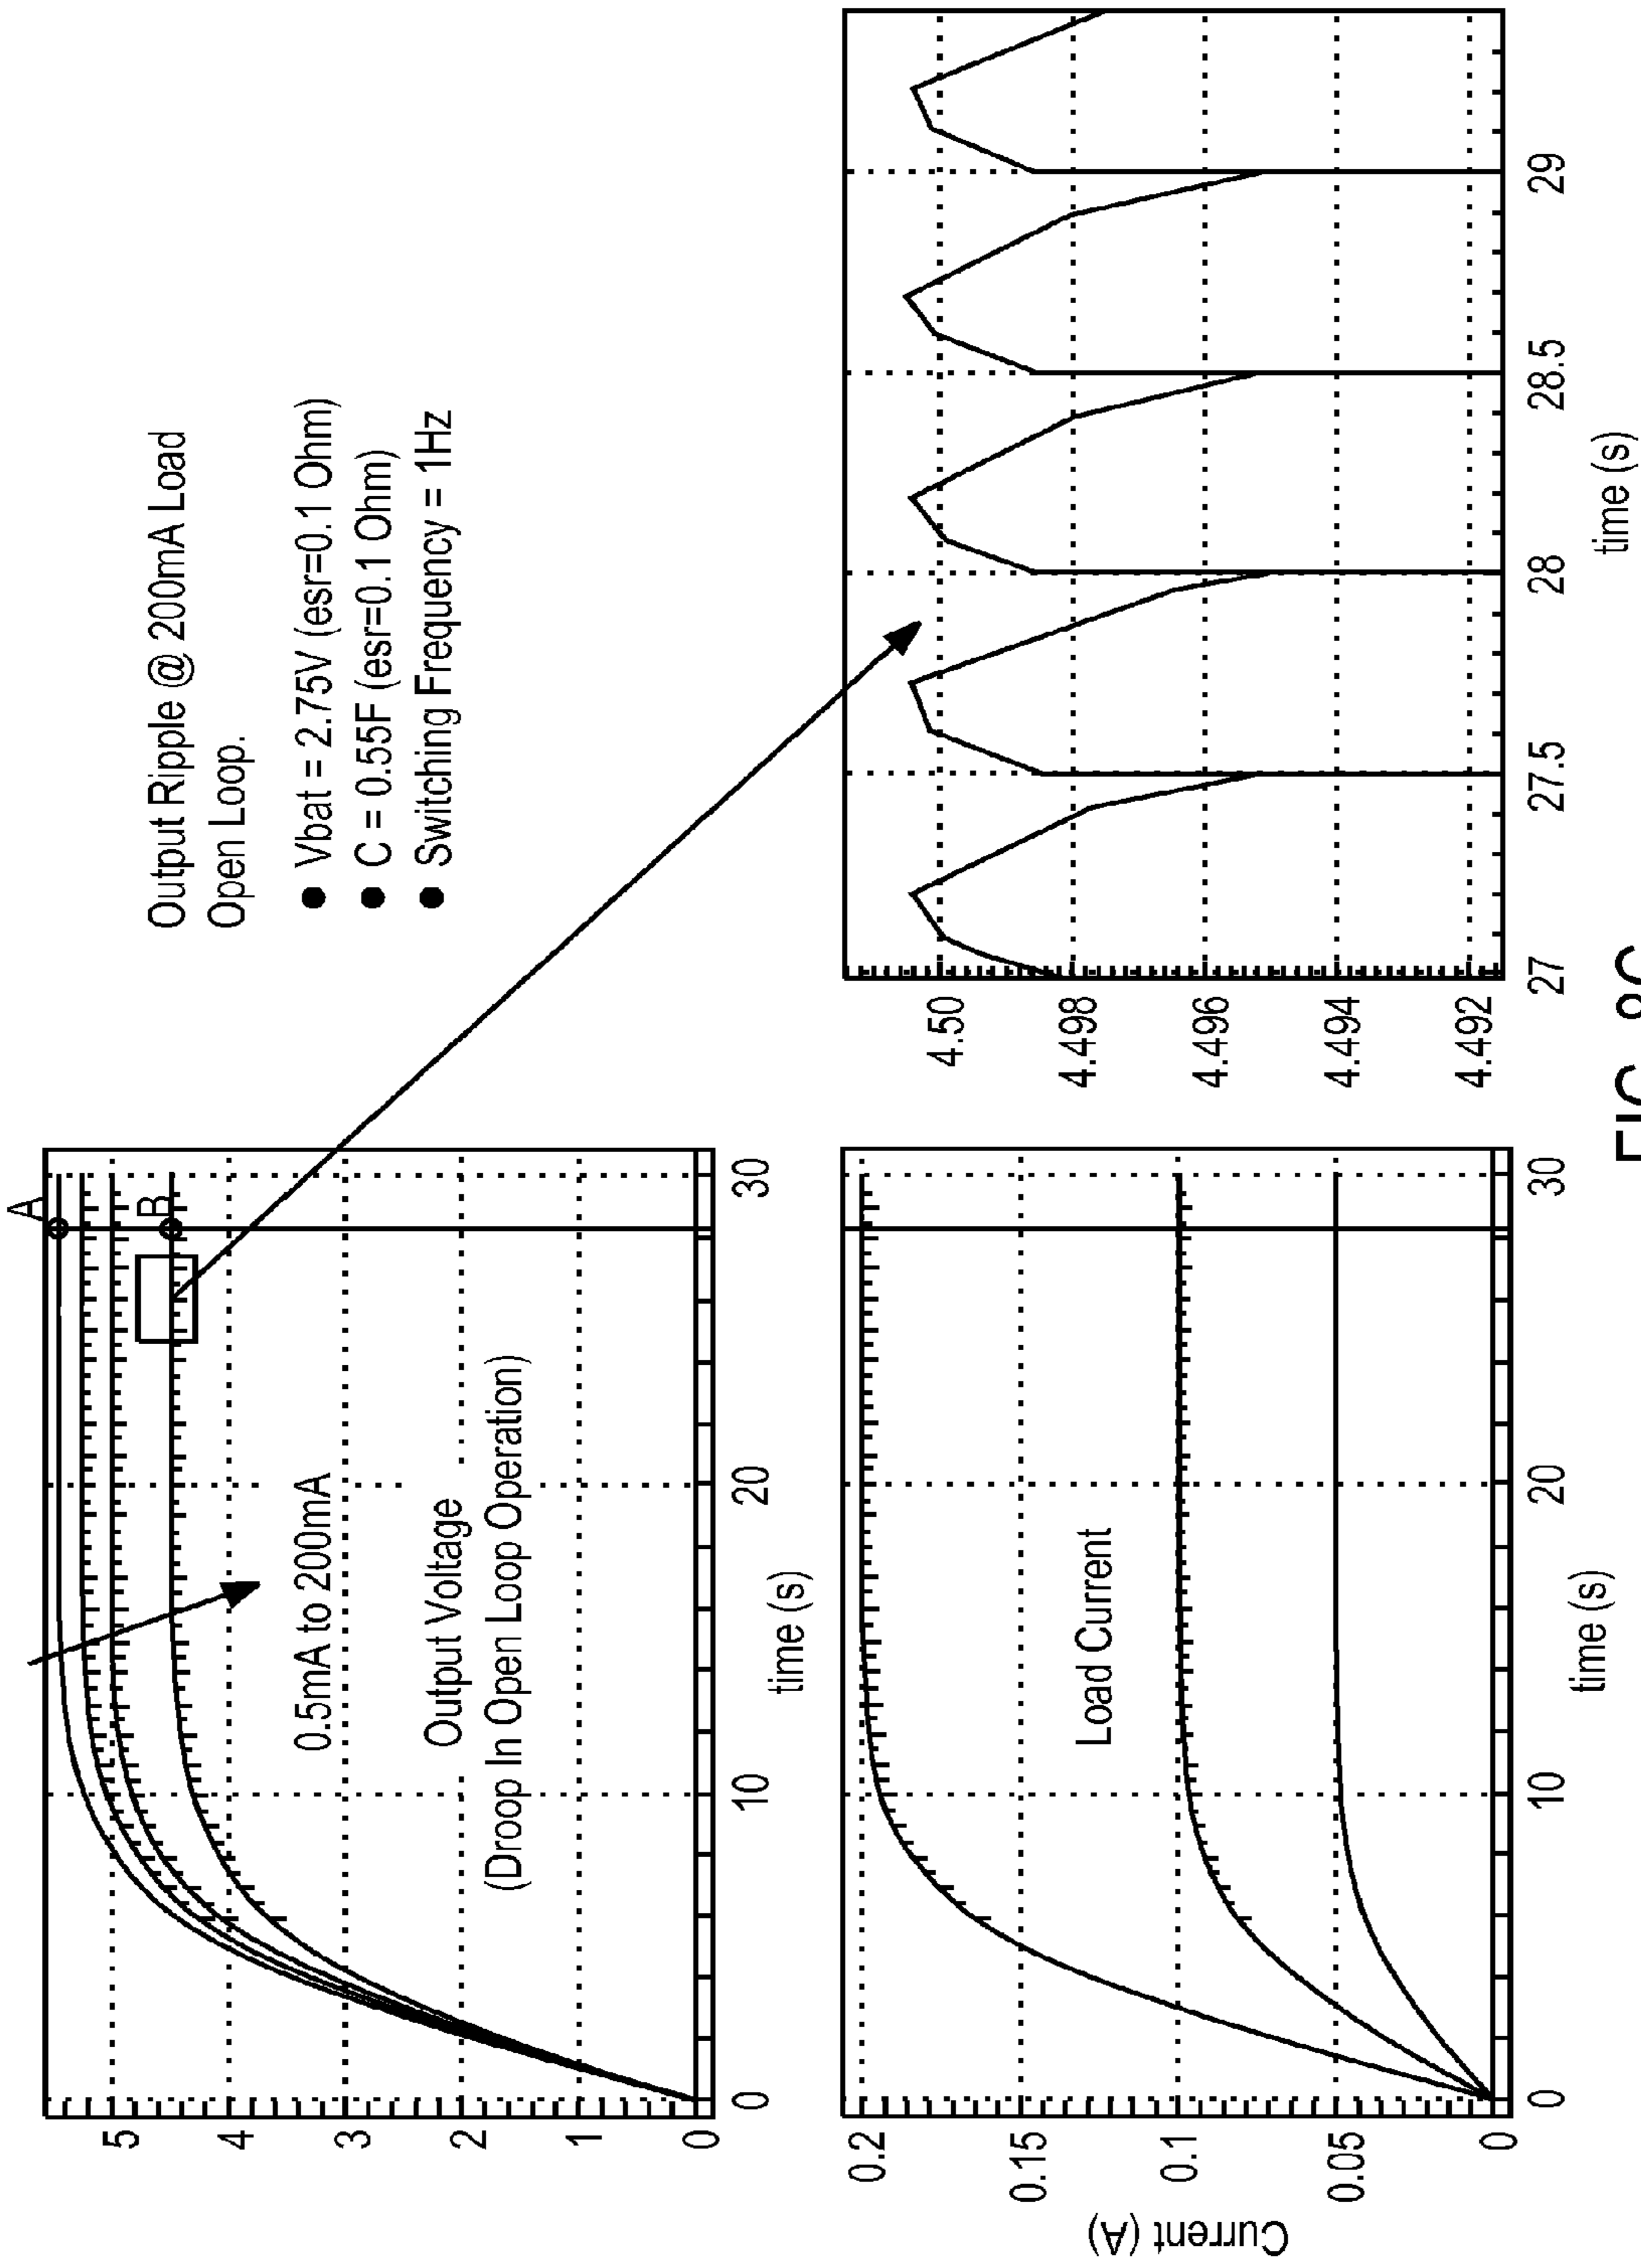 A
B
5
4
3
2
1
0
0.5mA to 200mA
Output Voltage
(Droop In Open Loop Operation)
0
10
20
30
time (s)
Output Ripple @ 200mA Load
Open Loop.
● Vbat = 2.75V (esr=0.1 Ohm)
● C = 0.55F (esr=0.1 Ohm)
● Switching Frequency = 1Hz
Current (A)
0.2
0.15
0.1
0.05
0
Load Current
0
10
20
30
time (s)
4.50
4.498
4.496
4.494
4.492
27
27.5
28
28.5
29
time (s)